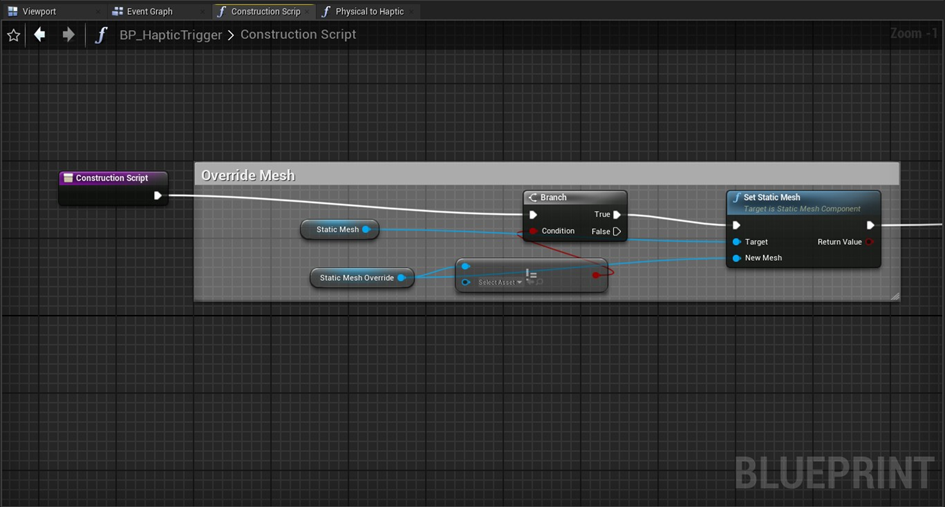 Viewport
Event Graph
Construction Scrip
Physical to Haptic
BP_HapticTrigger > Construction Script
Zoom -1
Override Mesh
Construction Script
Branch
True
Condition
False
Set Static Mesh
Target is Static Mesh Component
Target
Return Value
New Mesh
Static Mesh
Static Mesh Override
!=
Select Asset
BLUEPRINT